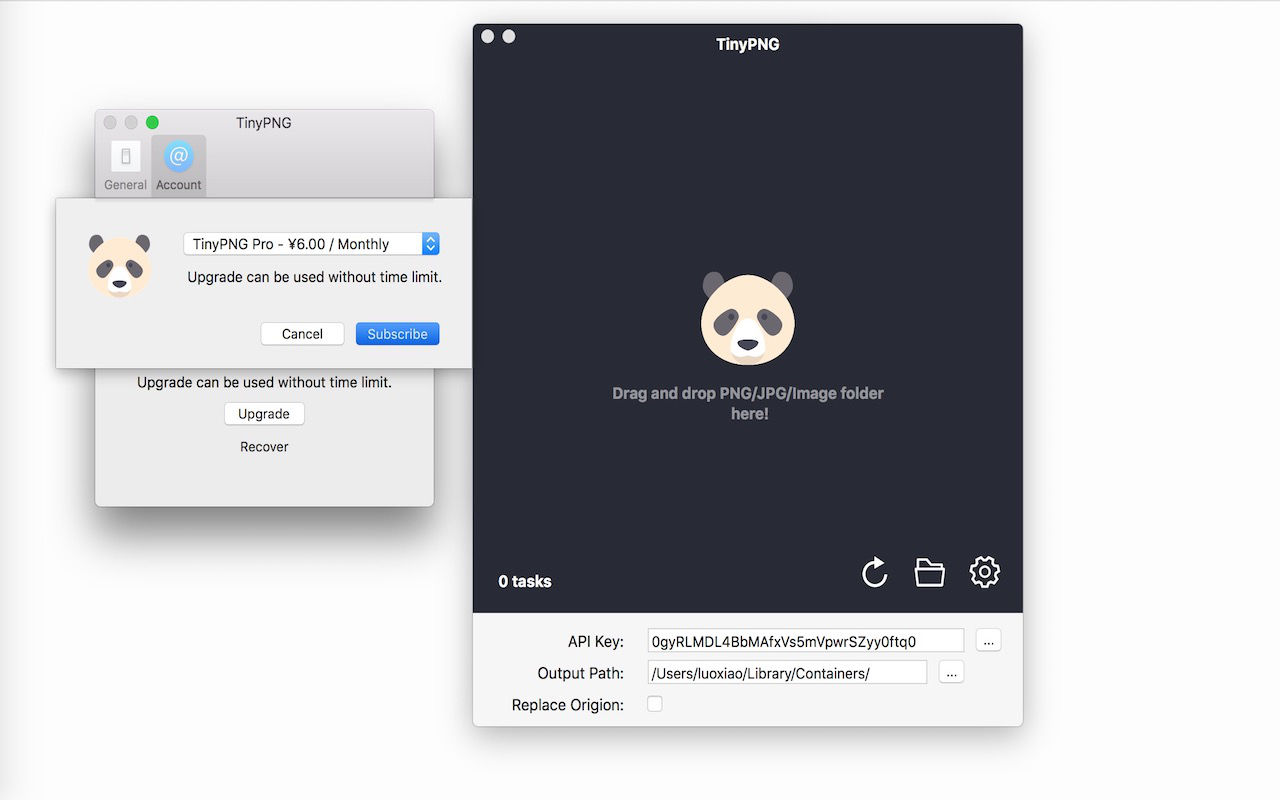 TinyPNG
General
Account
TinyPNG Pro - ¥6.00 / Monthly
Upgrade can be used without time limit.
Cancel
Subscribe
Upgrade can be used without time limit.
Upgrade
Recover
TinyPNG
Drag and drop PNG/JPG/Image folder
here!
0 tasks
API Key: 0gyRLMDL4BbMAfxVs5mVpwrSZyy0ftq0 ...
Output Path: /Users/luoxiao/Library/Containers/ ...
Replace Origion: